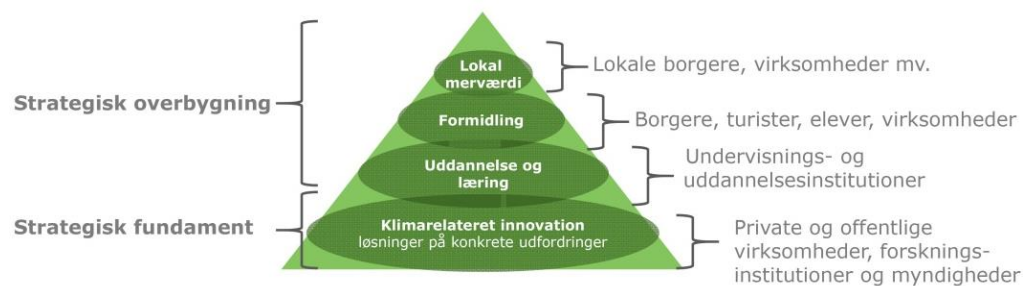 Strategisk overbygning
Strategisk fundament
Lokal
merværdi
Formidling
Uddannelse og
læring
Klimarelateret innovation
løsninger på konkrete udfordringer
Lokale borgere, virksomheder mv.
Borgere, turister, elever, virksomheder
Undervisnings- og
uddannelsesinstitutioner
Private og offentlige
virksomheder, forsknings-
institutioner og myndigheder